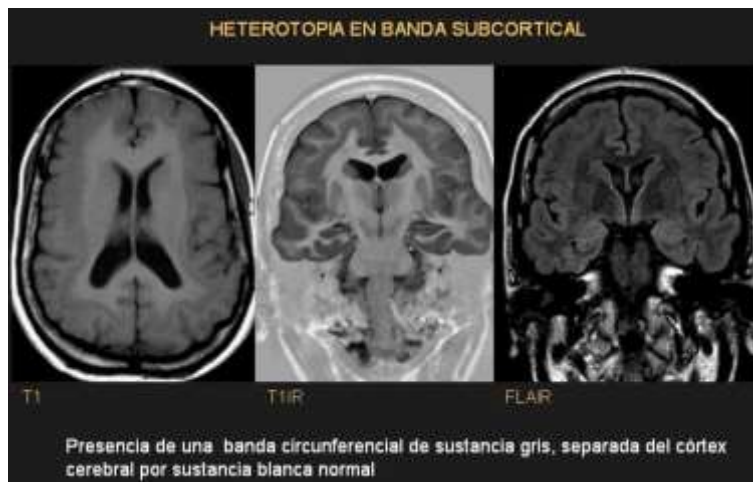 HETEROTOPIA EN BANDA SUBCORTICAL
T1
T1IR
FLAIR
Presencia de una banda circunferencial de sustancia gris, separada del córtex
cerebral por sustancia blanca normal